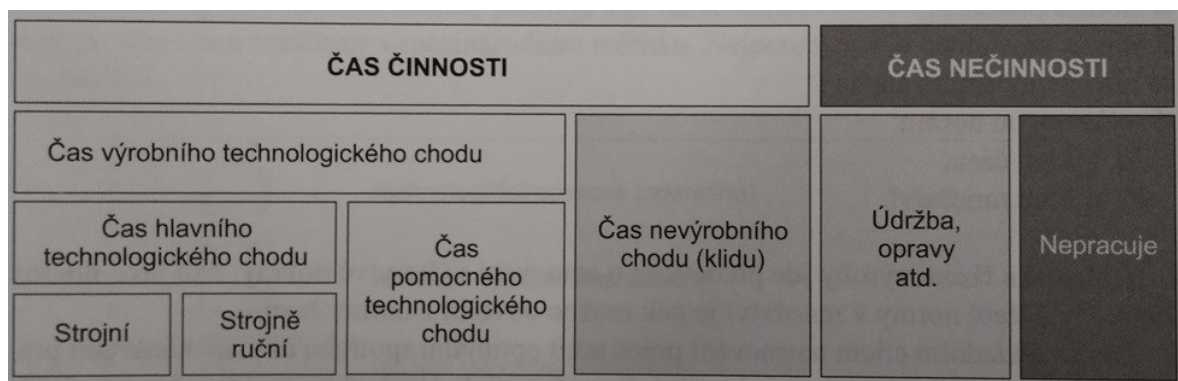 ČAS ČINNOSTI
ČAS NEČINNOSTI
Čas výrobního technologického chodu
Čas hlavního
technologického chodu
Strojní
Strojně
ruční
Čas
pomocného
technologického
chodu
Čas nevýrobního
chodu (klidu)
Údržba,
opravy
atd.
Nepracuje